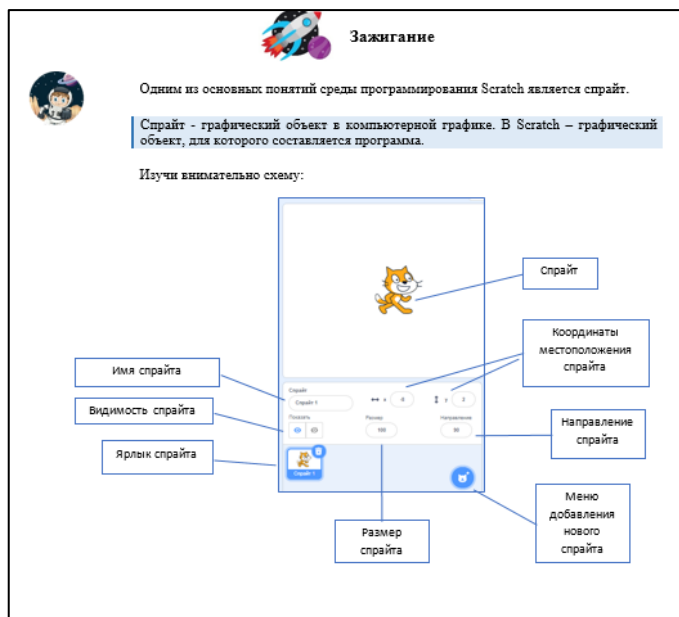 Зажигание
Одним из основных понятий среды программирования Scratch является спрайт.
Спрайт - графический объект в компьютерной графике. В Scratch – графический
объект, для которого составляется программа.
Изучи внимательно схему:
Спрайт
Координаты
местоположения
спрайта
Имя спрайта
Спрайт
Спрайт 1
x
y
Видимость спрайта
Показать
Размер
100
Направление
90
Направление
спрайта
Ярлык спрайта
Спрайт 1
Размер
спрайта
Меню
добавления
нового
спрайта